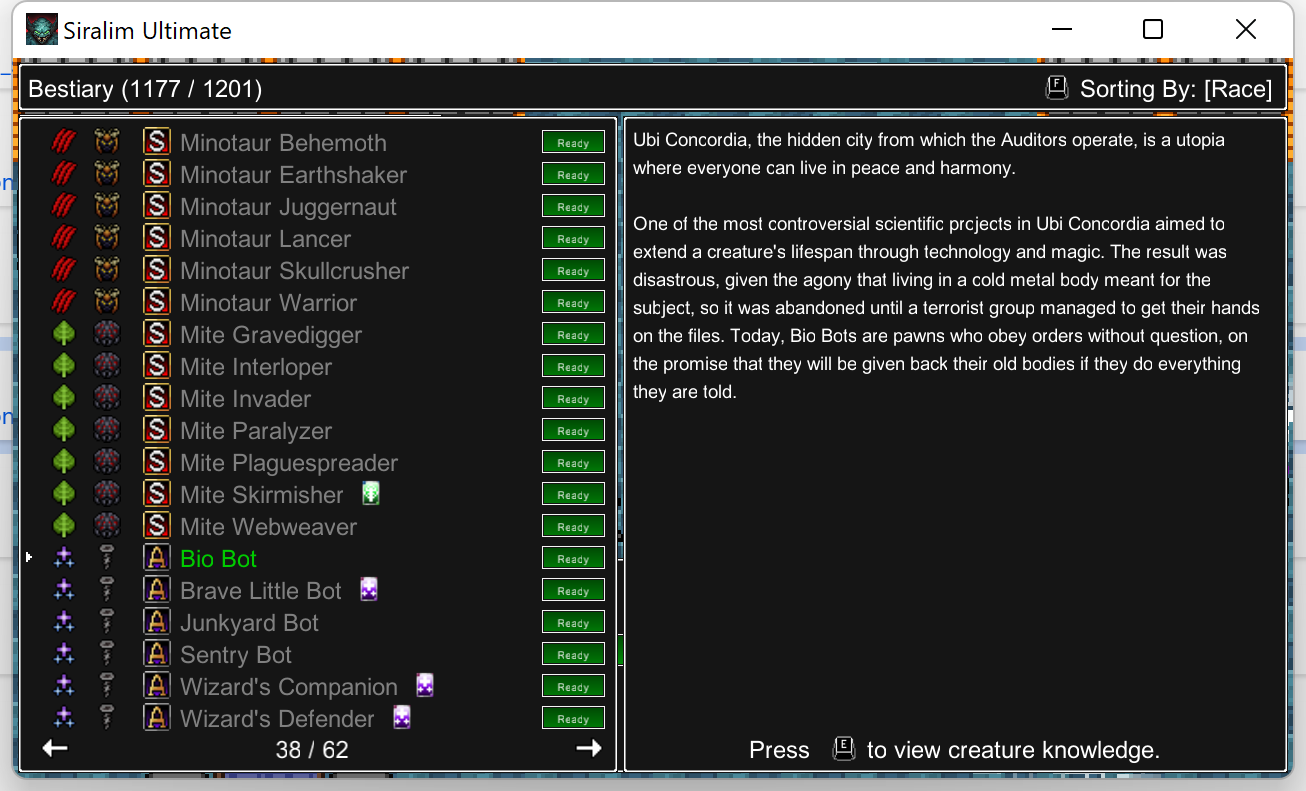 Siralim Ultimate
Bestiary (1177 / 1201)
F Sorting By: [Race]
S Minotaur Behemoth Ready
S Minotaur Earthshaker Ready
S Minotaur Juggernaut Ready
S Minotaur Lancer Ready
S Minotaur Skullcrusher Ready
S Minotaur Warrior Ready
S Mite Gravedigger Ready
S Mite Interloper Ready
S Mite Invader Ready
S Mite Paralyzer Ready
S Mite Plaguespreader Ready
S Mite Skirmisher Ready
S Mite Webweaver Ready
A Bio Bot Ready
A Brave Little Bot Ready
A Junkyard Bot Ready
A Sentry Bot Ready
A Wizard's Companion Ready
A Wizard's Defender Ready
38 / 62
Ubi Concordia, the hidden city from which the Auditors operate, is a utopia
where everyone can live in peace and harmony.
One of the most controversial scientific projects in Ubi Concordia aimed to
extend a creature's lifespan through technology and magic. The result was
disastrous, given the agony that living in a cold metal body meant for the
subject, so it was abandoned until a terrorist group managed to get their hands
on the files. Today, Bio Bots are pawns who obey orders without question, on
the promise that they will be given back their old bodies if they do everything
they are told.
Press E to view creature knowledge.